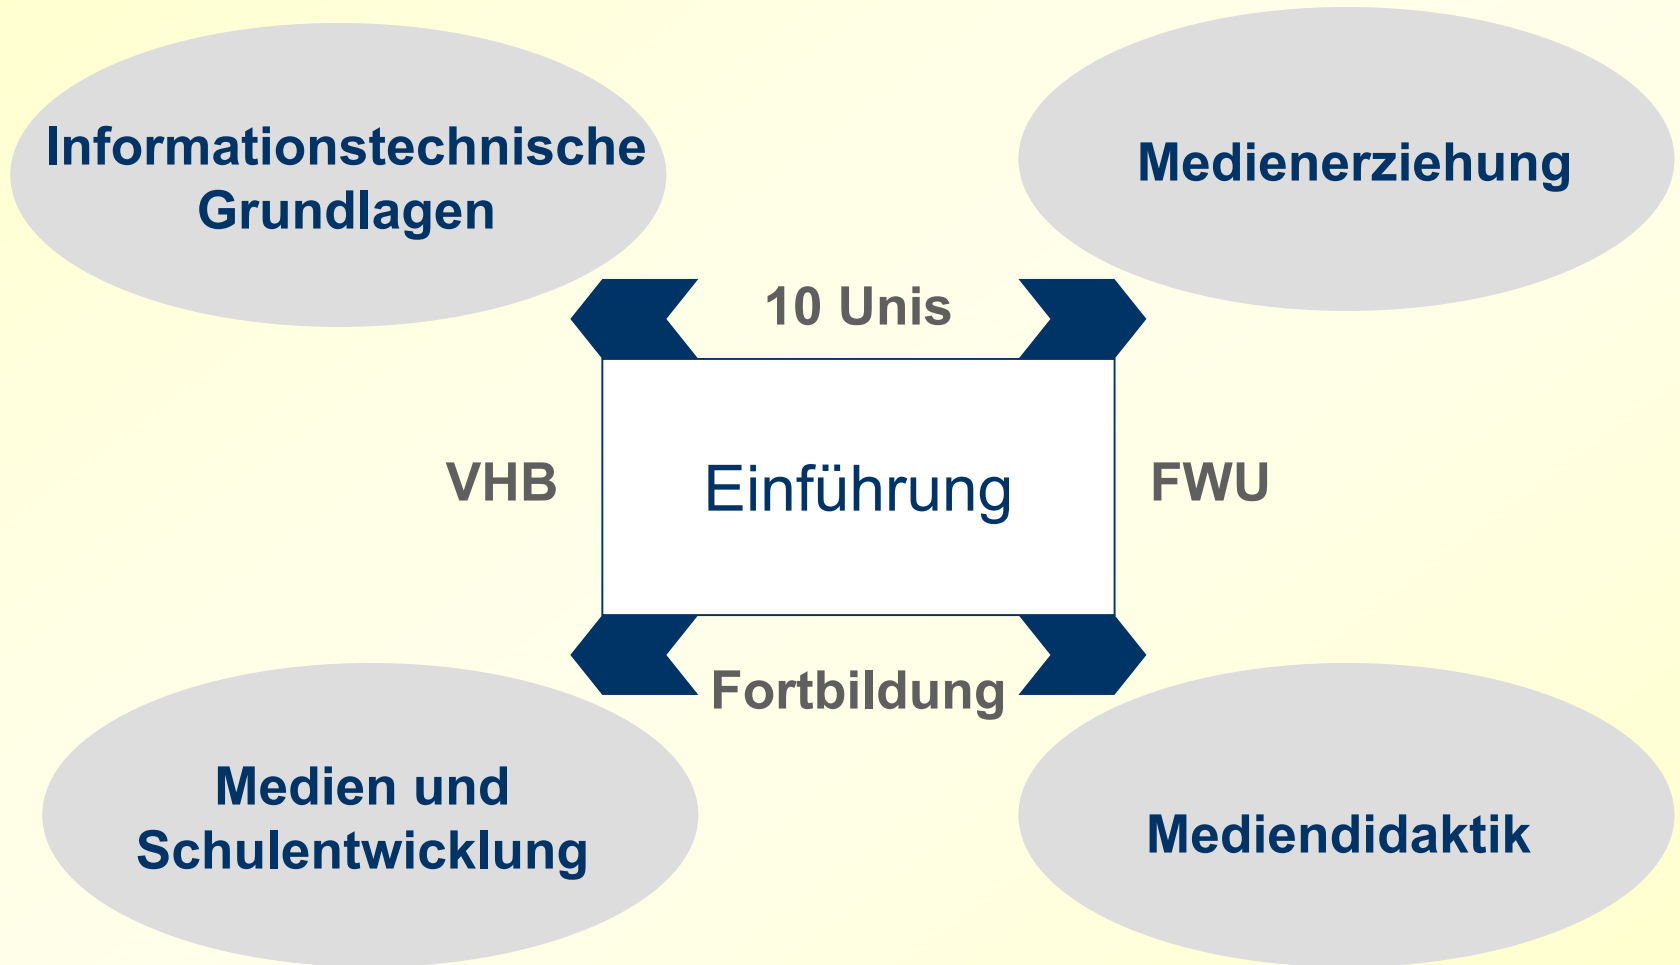 Informationstechnische
Grundlagen
Medienerziehung
10 Unis
VHB
Einführung
FWU
Fortbildung
Medien und
Schulentwicklung
Mediendidaktik